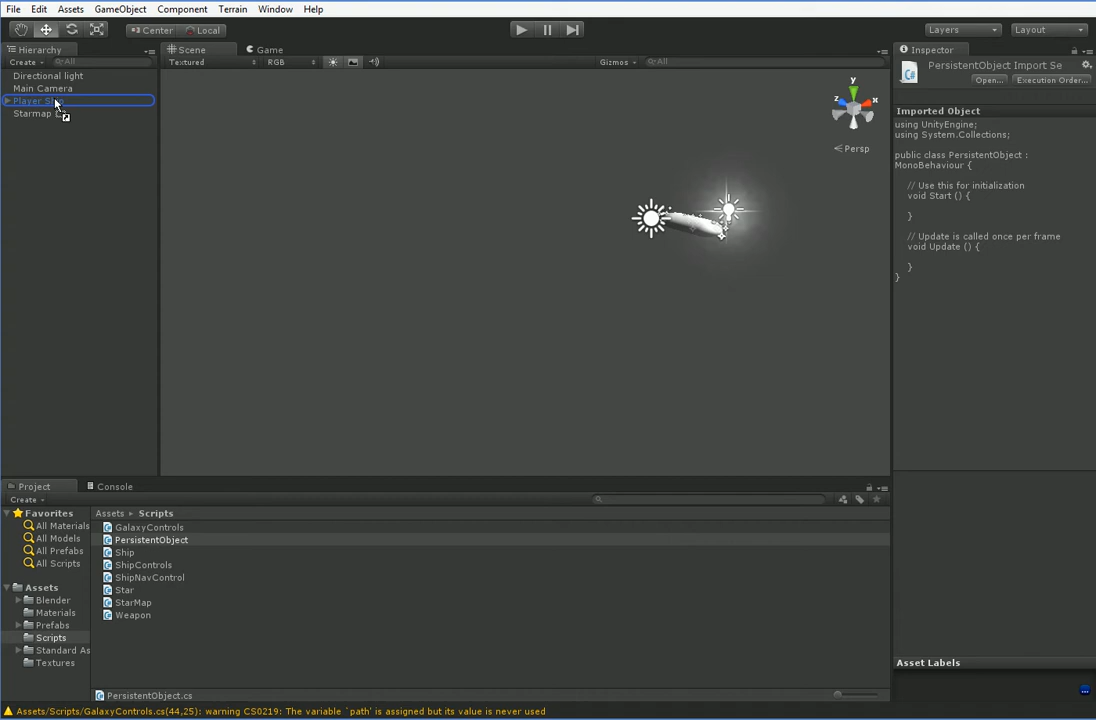 File Edit Assets GameObject Component Terrain Window Help
Center Local Layers Layout
Hierarchy Scene Game Inspector
Create All Textured RGB Gizmos All
PersistentObject Import Se
Open... Execution Order...
Directional light
Main Camera
Player Ship
Starmap
y
z x
Persp
Imported Object
using UnityEngine;
using System.Collections;
public class PersistentObject :
MonoBehaviour {
// Use this for initialization
void Start () {
}
// Update is called once per frame
void Update () {
}
}
Project Console
Create
Favorites
All Materials
All Models
All Prefabs
All Scripts
Assets
Blender
Materials
Prefabs
Scripts
Standard As
Textures
Assets Scripts
GalaxyControls
PersistentObject
Ship
ShipControls
ShipNavControl
Star
StarMap
Weapon
PersistentObject.cs
Asset Labels
Assets/Scripts/GalaxyControls.cs(44,25): warning CS0219: The variable `path' is assigned but its value is never used